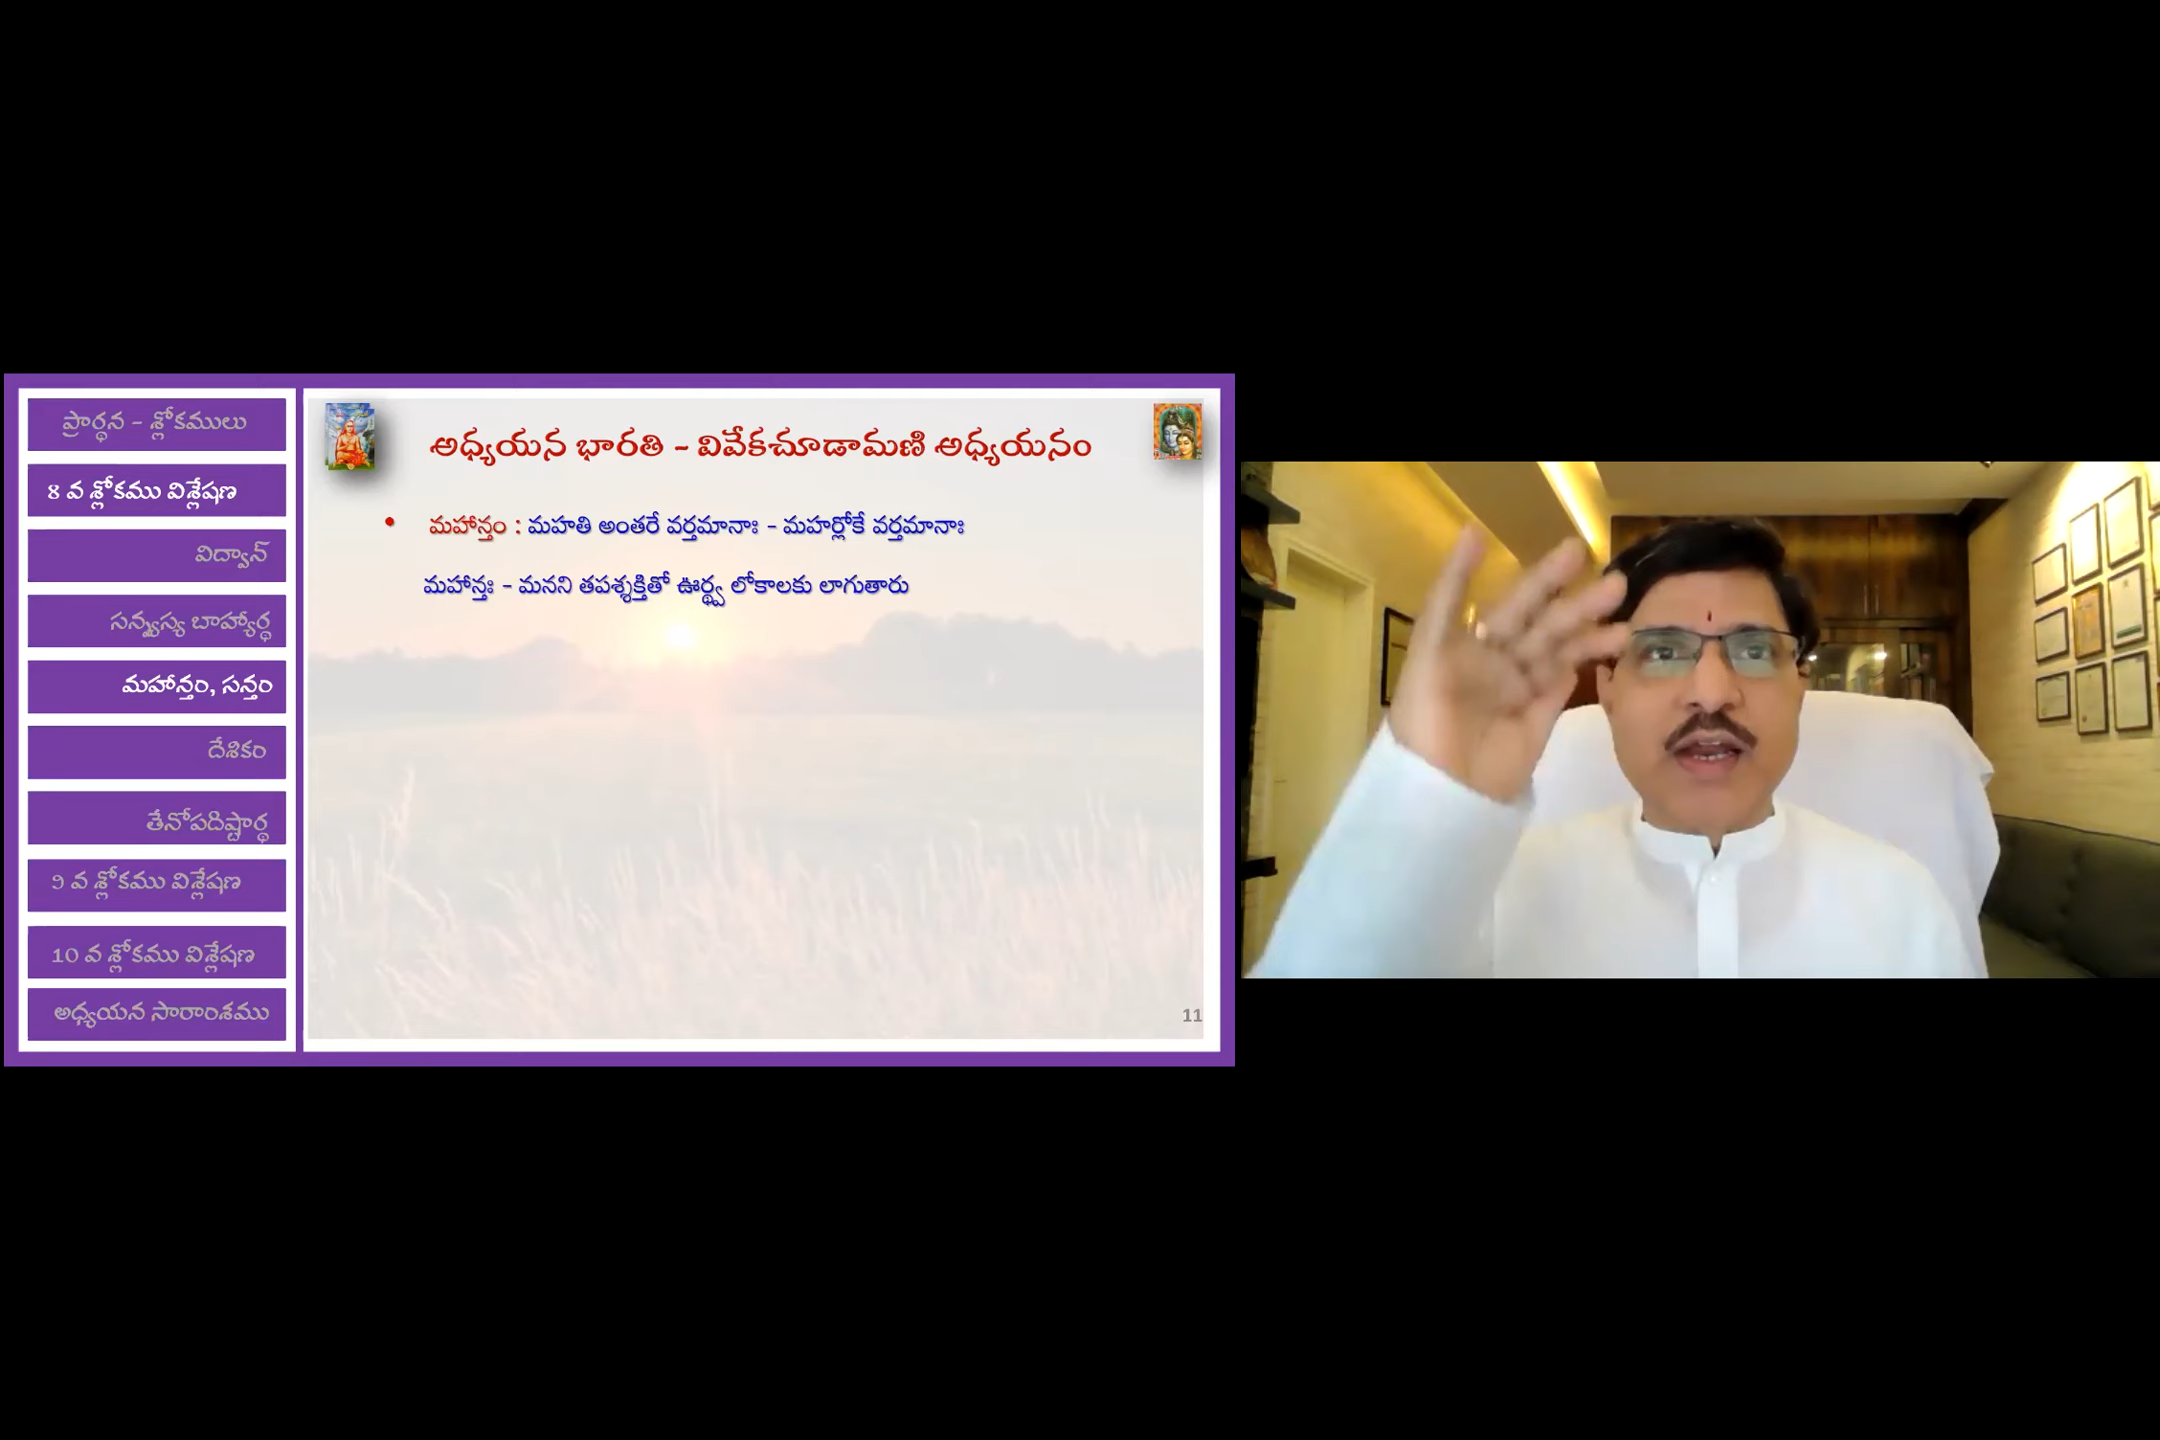 ప్రార్థన - శ్లోకములు
8 వ శ్లోకము విశ్లేషణ
విద్వాన్
సన్న్యస్య బాహ్యార్థ
మహాన్తం, సన్తం
దేశికం
తేనోపదిష్టార్థ
9 వ శ్లోకము విశ్లేషణ
10 వ శ్లోకము విశ్లేషణ
అధ్యయన సారాంశము
అధ్యయన భారతి - వివేకచూడామణి అధ్యయనం
• మహాన్తం : మహతి అంతరే వర్తమానాః - మహర్లోకే వర్తమానాః
మహాన్తః - మనని తపశ్శక్తితో ఊర్థ్వ లోకాలకు లాగుతారు
11